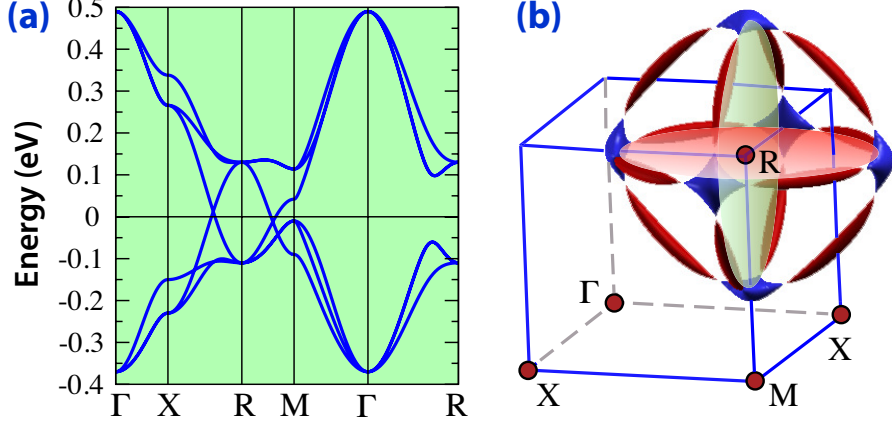 (a)
Energy (eV)
0.5
0.4
0.3
0.2
0.1
0
-0.1
-0.2
-0.3
-0.4
Γ X R M Γ R
(b)
R
Γ
X
X
M